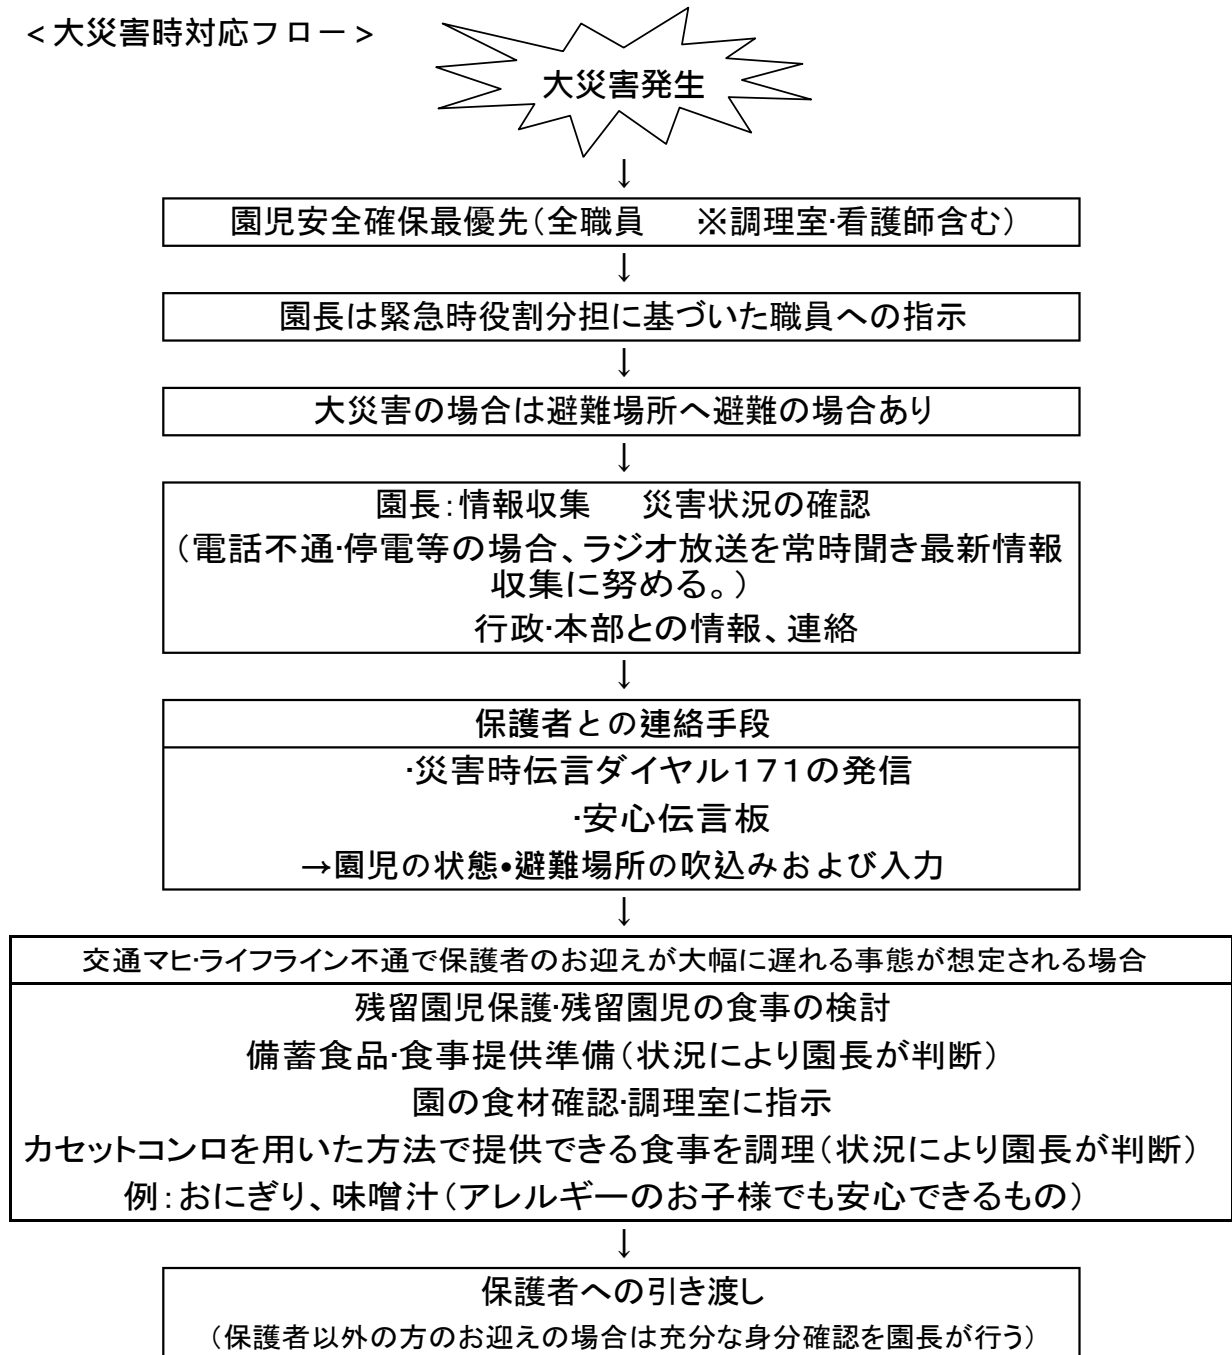 <大災害時対応フロー>
大災害発生
↓
園児安全確保最優先(全職員　※調理室・看護師含む)
↓
園長は緊急時役割分担に基づいた職員への指示
↓
大災害の場合は避難場所へ避難の場合あり
↓
園長:情報収集　災害状況の確認
(電話不通・停電等の場合、ラジオ放送を常時聞き最新情報
収集に努める。)
行政・本部との情報、連絡
↓
保護者との連絡手段
・災害時伝言ダイヤル171の発信
・安心伝言板
→園児の状態・避難場所の吹込みおよび入力
↓
交通マヒ・ライフライン不通で保護者のお迎えが大幅に遅れる事態が想定される場合
残留園児保護・残留園児の食事の検討
備蓄食品・食事提供準備(状況により園長が判断)
園の食材確認・調理室に指示
カセットコンロを用いた方法で提供できる食事を調理(状況により園長が判断)
例:おにぎり、味噌汁(アレルギーのお子様でも安心できるもの)
↓
保護者への引き渡し
(保護者以外の方のお迎えの場合は充分な身分確認を園長が行う)